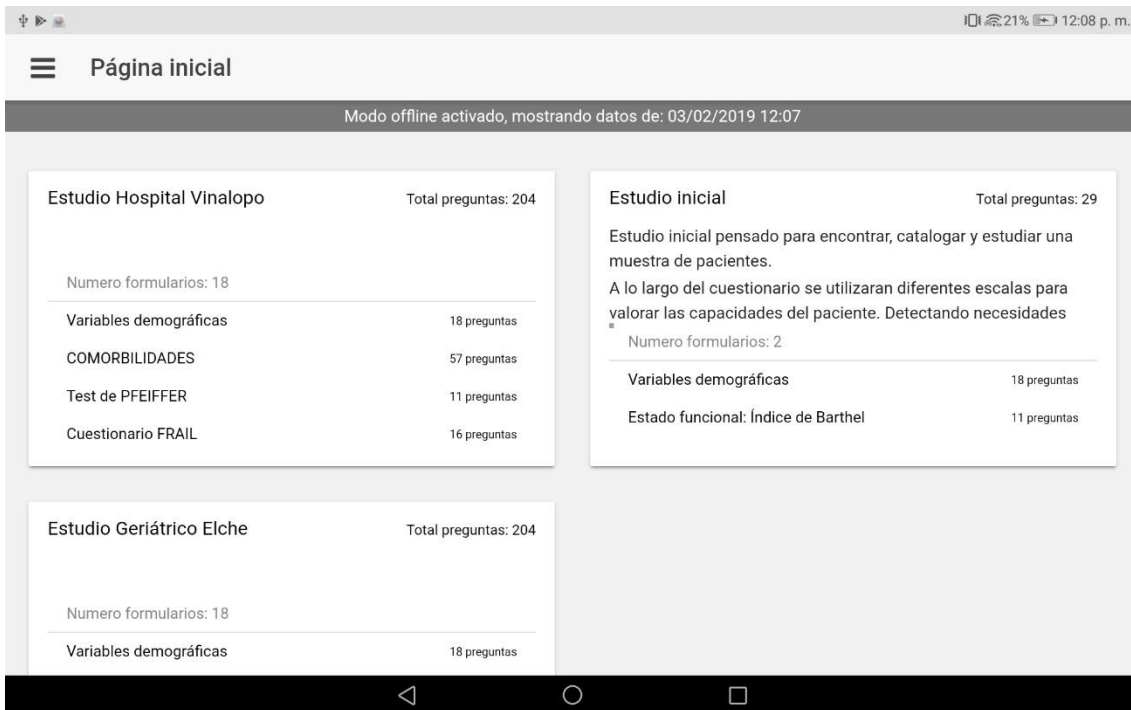 21% 12:08 p. m.
Página inicial
Modo offline activado, mostrando datos de: 03/02/2019 12:07
Estudio Hospital Vinalopo Total preguntas: 204
Numero formularios: 18
Variables demográficas 18 preguntas
COMORBILIDADES 57 preguntas
Test de PFEIFFER 11 preguntas
Cuestionario FRAIL 16 preguntas
Estudio inicial Total preguntas: 29
Estudio inicial pensado para encontrar, catalogar y estudiar una
muestra de pacientes.
A lo largo del cuestionario se utilizaran diferentes escalas para
valorar las capacidades del paciente. Detectando necesidades
Numero formularios: 2
Variables demográficas 18 preguntas
Estado funcional: Índice de Barthel 11 preguntas
Estudio Geriátrico Elche Total preguntas: 204
Numero formularios: 18
Variables demográficas 18 preguntas